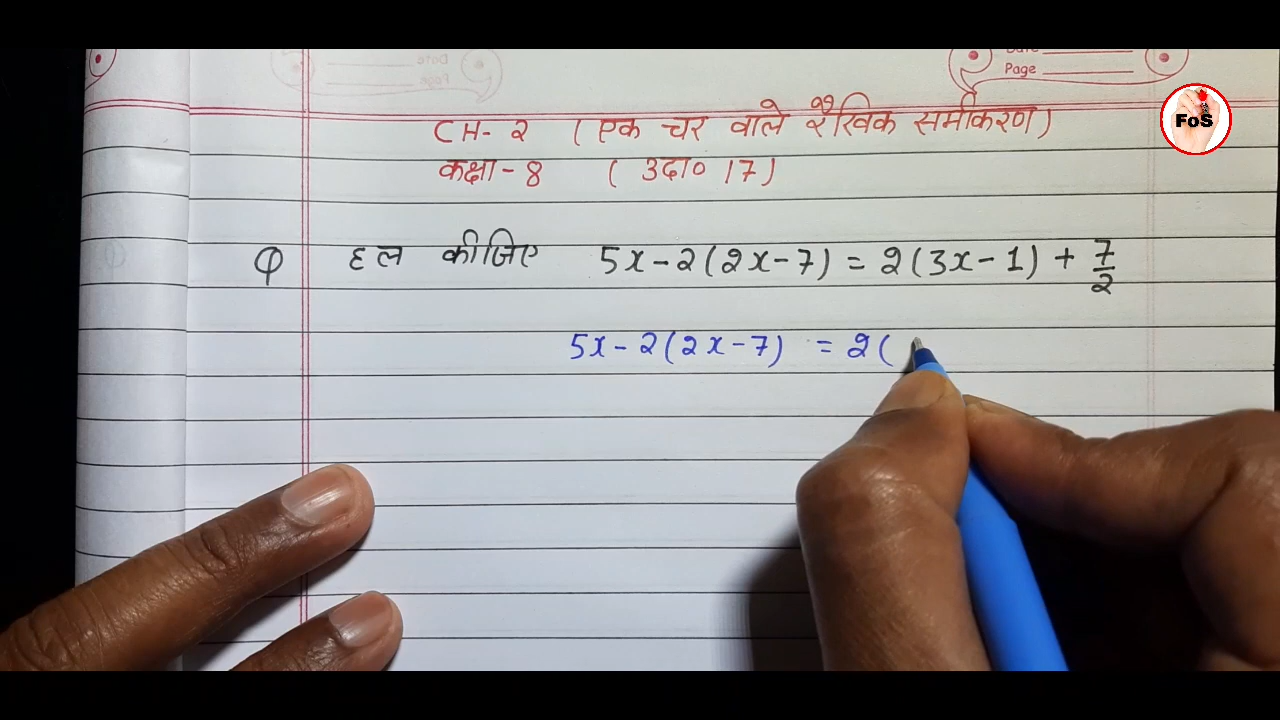 Page
CH- २ (एक चर वाले रैखिक समीकरण)
कक्षा - 8 (उदा० 17)
Q हल कीजिए 5x - 2(2x - 7) = 2(3x - 1) + 7/2
5x - 2(2x - 7) = 2(
FoS